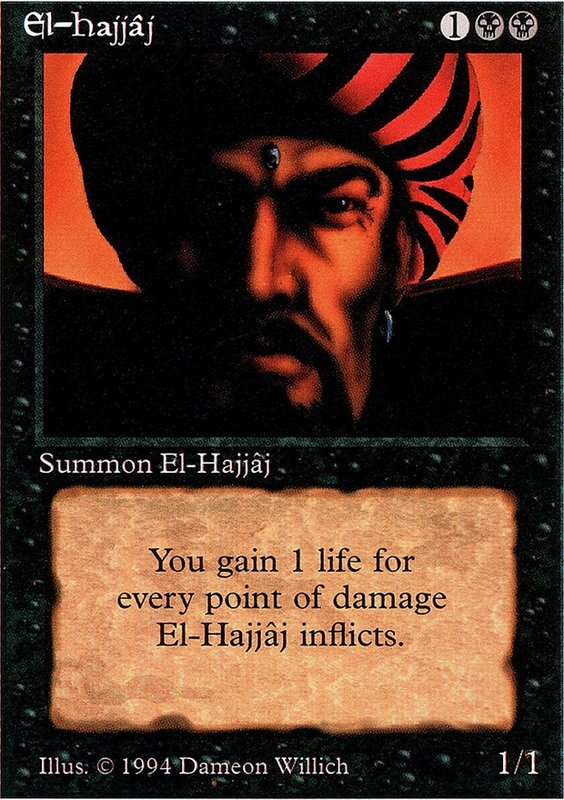 El-Hajjâj 1
Summon El-Hajjâj
You gain 1 life for
every point of damage
El-Hajjâj inflicts.
Illus. © 1994 Dameon Willich 1/1